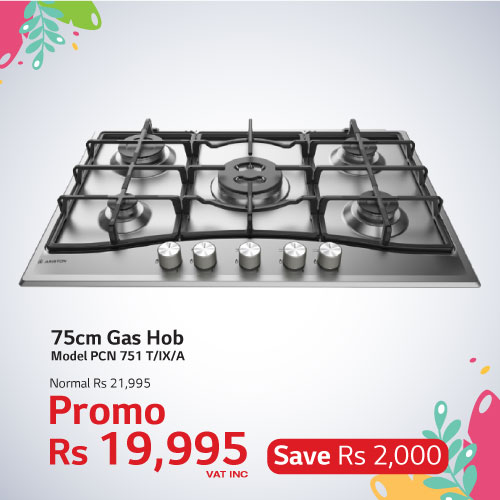 ARISTON
75cm Gas Hob
Model PCN 751 T/IX/A
Normal Rs 21,995
Promo
Rs 19,995
VAT INC
Save Rs 2,000